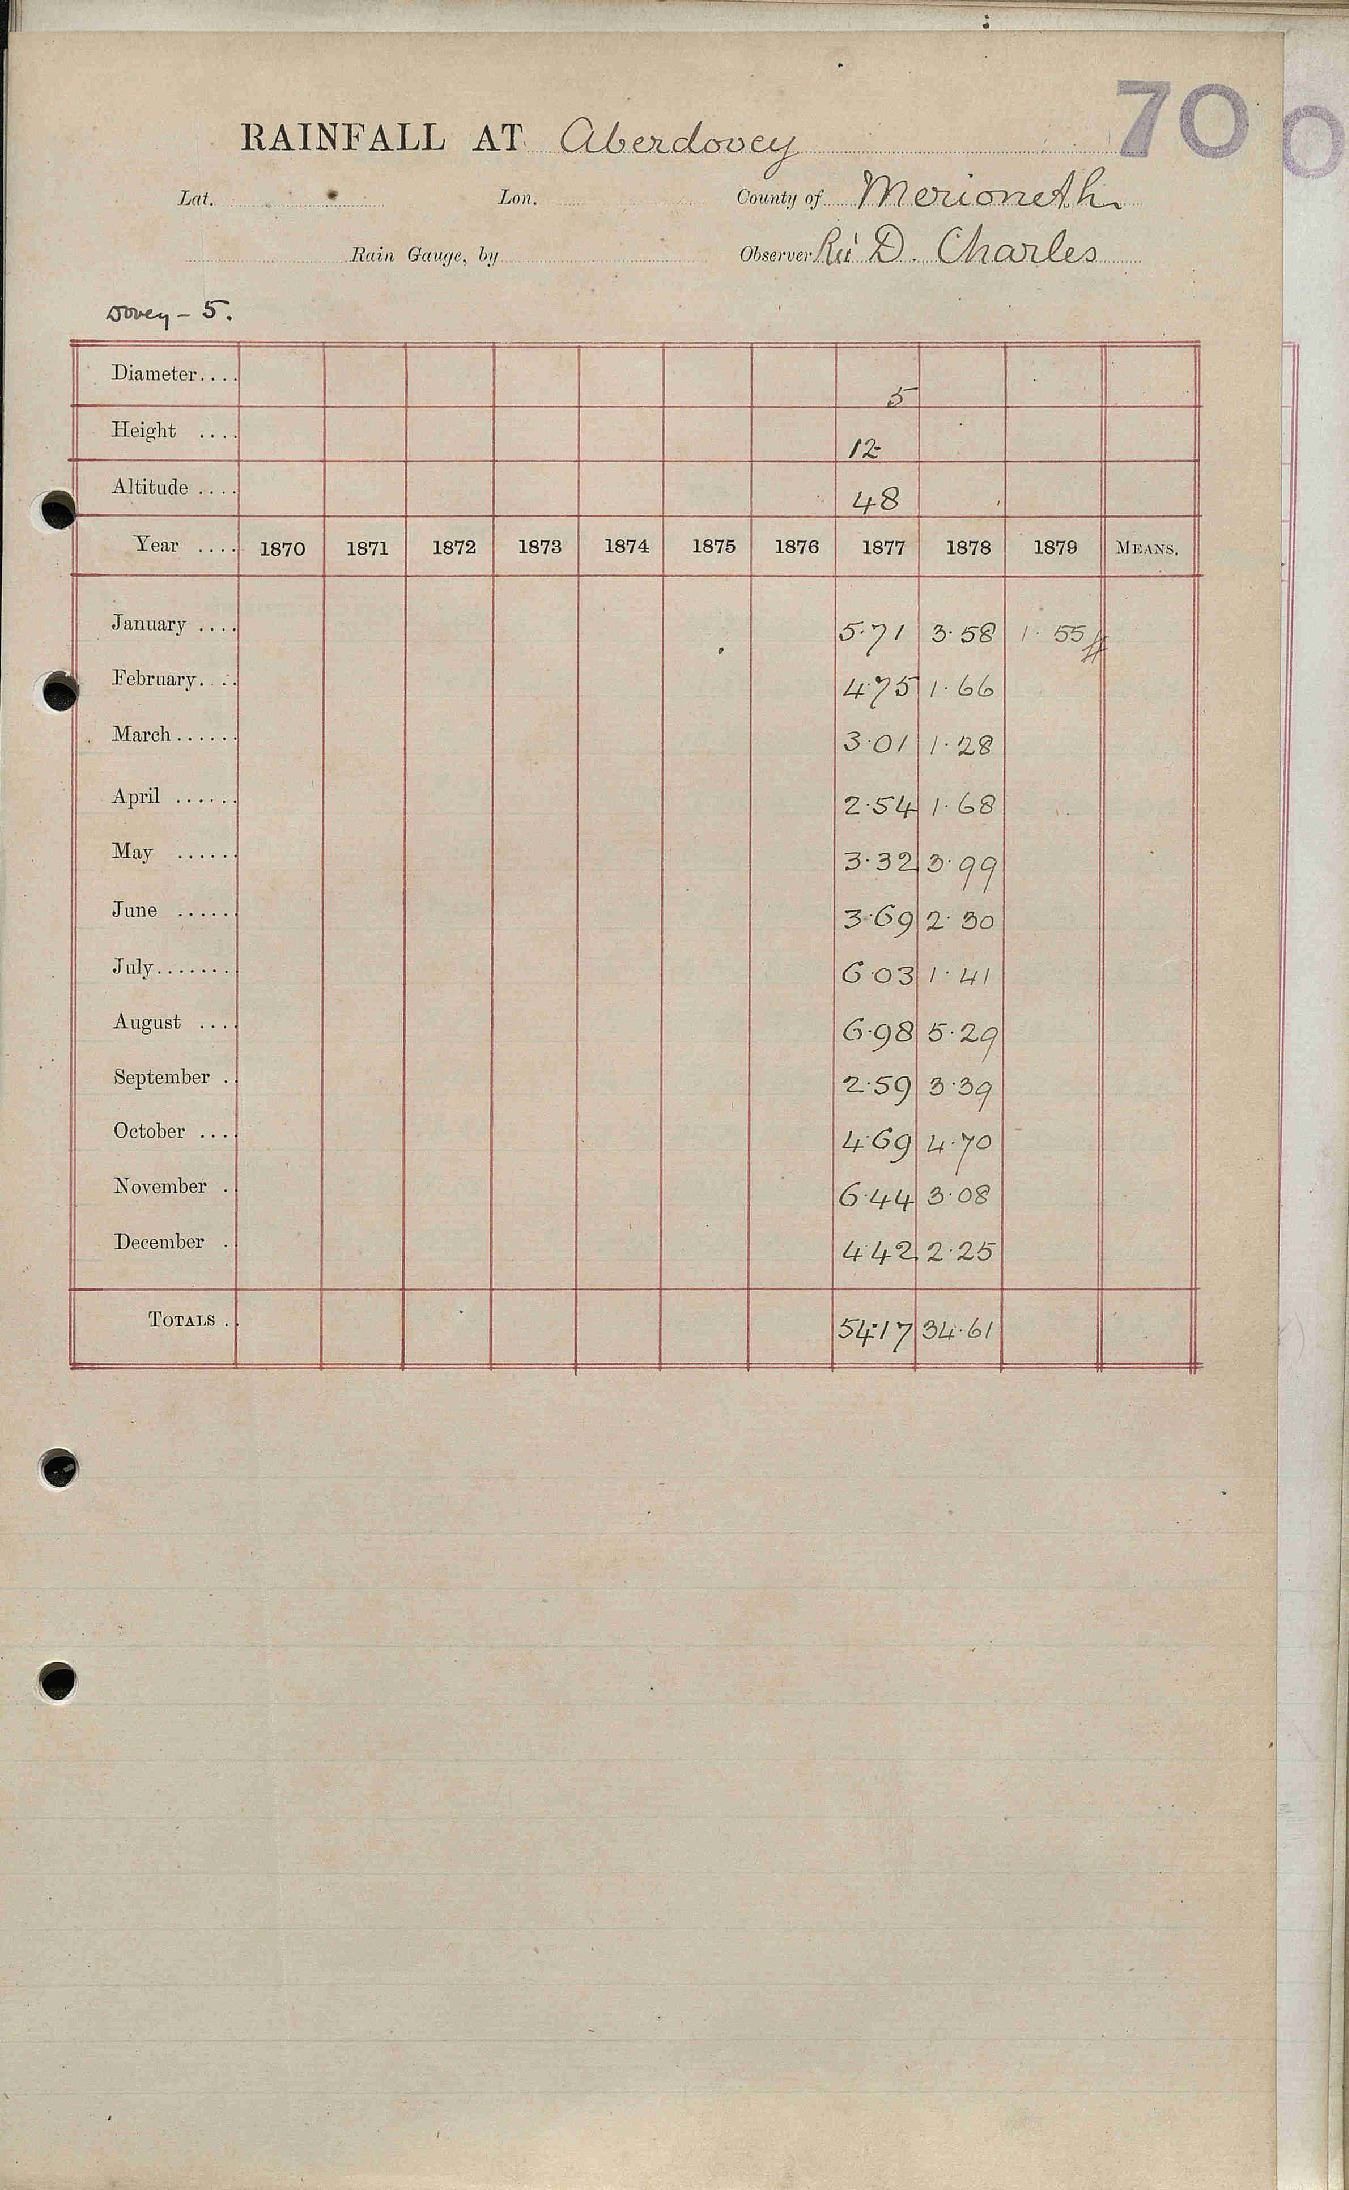 70
RAINFALL AT Aberdovey
Lat. Lon. County of Merioneth
Rain Gauge, by Observer Rev D. Charles
Dovey - 5.
Diameter.... 5
Height .... 12
Altitude .... 48
Year .... 1870 1871 1872 1873 1874 1875 1876 1877 1878 1879 MEANS.
January .... 5.71 3.58 1.55
February.... 4.75 1.66
March...... 3.01 1.28
April ...... 2.54 1.68
May ...... 3.32 3.99
June ...... 3.69 2.30
July....... 6.03 1.41
August .... 6.98 5.29
September . 2.59 3.39
October .... 4.69 4.70
November . 6.44 3.08
December . 4.42 2.25
TOTALS . 54.17 34.61